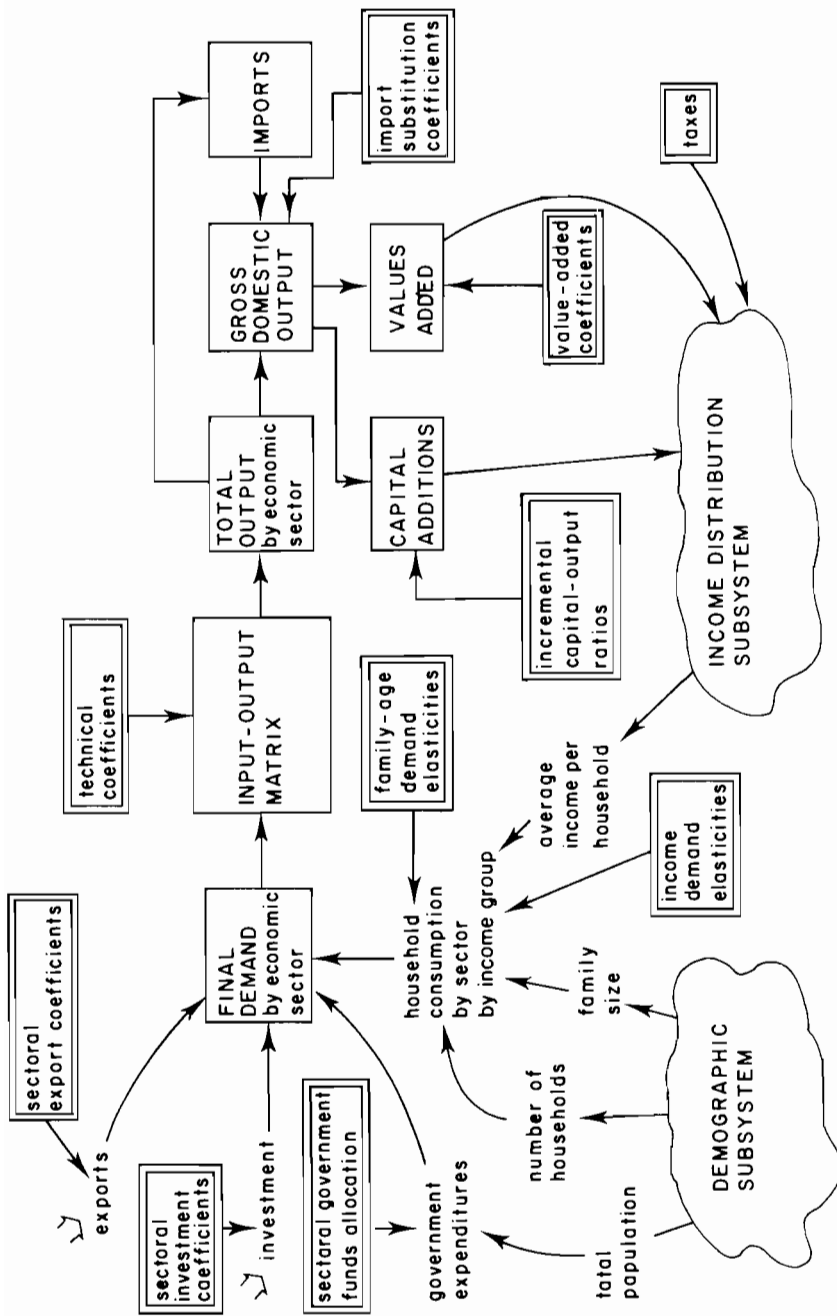 sectoral
export coefficients
exports
sectoral
investment
caefficients
investment
sectaral government
funds allocation
government
expenditures
tatal
population
technical
coefficients
FINAL
DEMAND
by economic
sector
INPUT-OUTPUT
MATRIX
TOTAL
OUTPUT
by economic
sector
GROSS
DOMESTIC
OUTPUT
IMPORTS
family-age
demand
elasticities
CAPITAL
ADDITIONS
VALUES
ADDED
import
substitution
coefficients
household
consumption
by sector
by income group
incremental
capital-output
ratios
value-added
coefficients
taxes
number of
households
family
size
average
income per
household
income
demand
elasticities
DEMOGRAPHIC
SUBSYSTEM
INCOME DISTRIBUTION
SUBSYSTEM